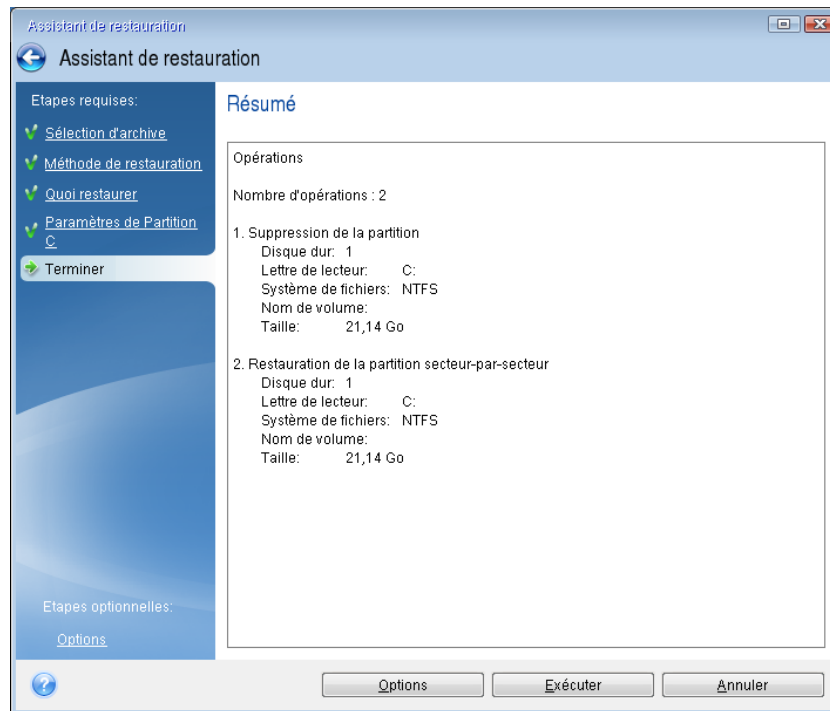 Assistant de restauration
Assistant de restauration
Etapes requises:
Sélection d'archive
Méthode de restauration
Quoi restaurer
Paramètres de Partition
C
Terminer
Etapes optionnelles:
Options
Résumé
Opérations
Nombre d'opérations : 2
1. Suppression de la partition
Disque dur: 1
Lettre de lecteur: C:
Système de fichiers: NTFS
Nom de volume:
Taille: 21,14 Go
2. Restauration de la partition secteur-par-secteur
Disque dur: 1
Lettre de lecteur: C:
Système de fichiers: NTFS
Nom de volume:
Taille: 21,14 Go
Options
Exécuter
Annuler